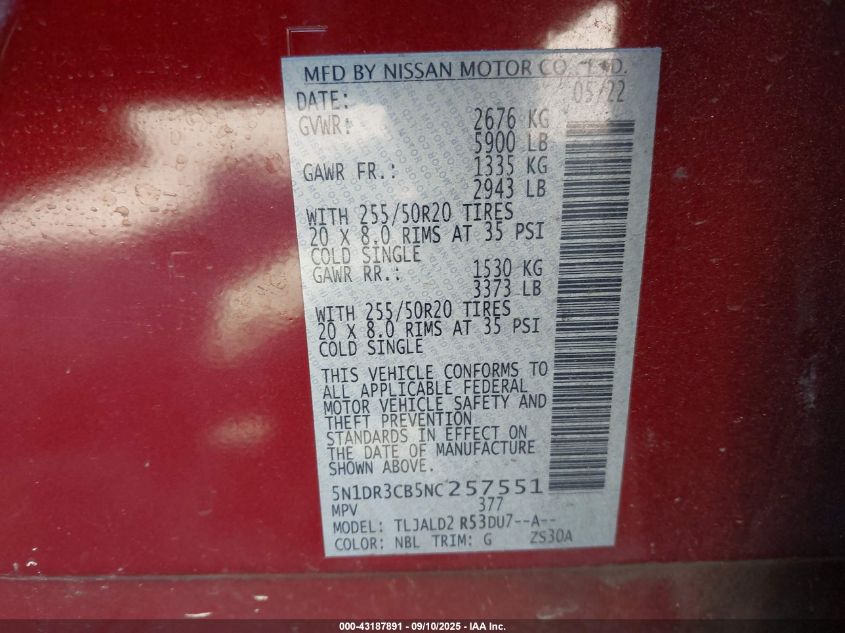 MFD BY NISSAN MOTOR CO., LTD.
DATE: 05/22
GVWR: 2676 KG
5900 LB
GAWR FR.: 1335 KG
2943 LB
WITH 255/50R20 TIRES
20 X 8.0 RIMS AT 35 PSI
COLD SINGLE
GAWR RR.: 1530 KG
3373 LB
WITH 255/50R20 TIRES
20 X 8.0 RIMS AT 35 PSI
COLD SINGLE
THIS VEHICLE CONFORMS TO
ALL APPLICABLE FEDERAL
MOTOR VEHICLE SAFETY AND
THEFT PREVENTION
STANDARDS IN EFFECT ON
THE DATE OF MANUFACTURE
SHOWN ABOVE.
5N1DR3CB5NC257551
MPV 377
MODEL: TLJALD2 R53DU7--A--
COLOR: NBL TRIM: G ZS30A
000-43187891 - 09/10/2025 - IAA Inc.